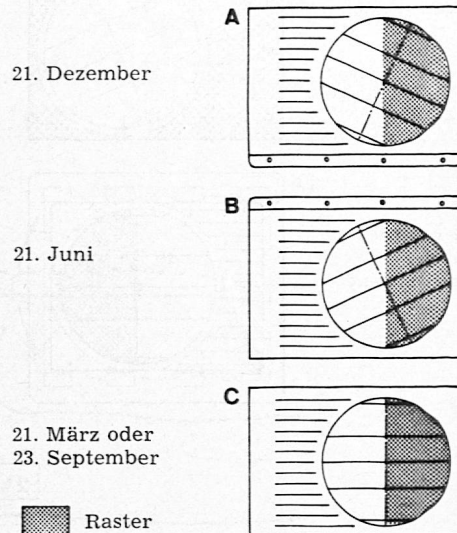 A
21. Dezember
B
21. Juni
C
21. März oder
23. September
Raster